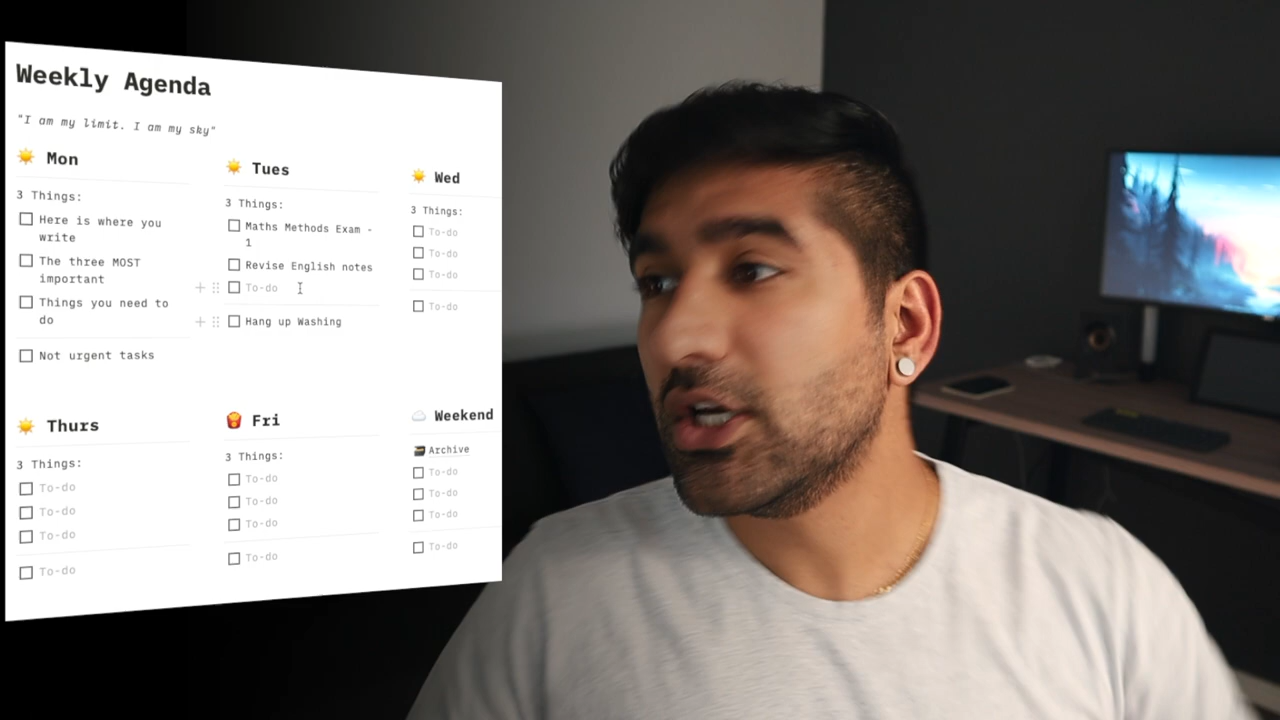 Weekly Agenda
"I am my limit. I am my sky"
Mon
3 Things:
Here is where you
write
The three MOST
important
Things you need to
do
Not urgent tasks
Tues
3 Things:
Maths Methods Exam -
1
Revise English notes
To-do
Hang up Washing
Wed
3 Things:
To-do
To-do
To-do
To-do
Thurs
3 Things:
To-do
To-do
To-do
To-do
Fri
3 Things:
To-do
To-do
To-do
To-do
Weekend
Archive
To-do
To-do
To-do
To-do